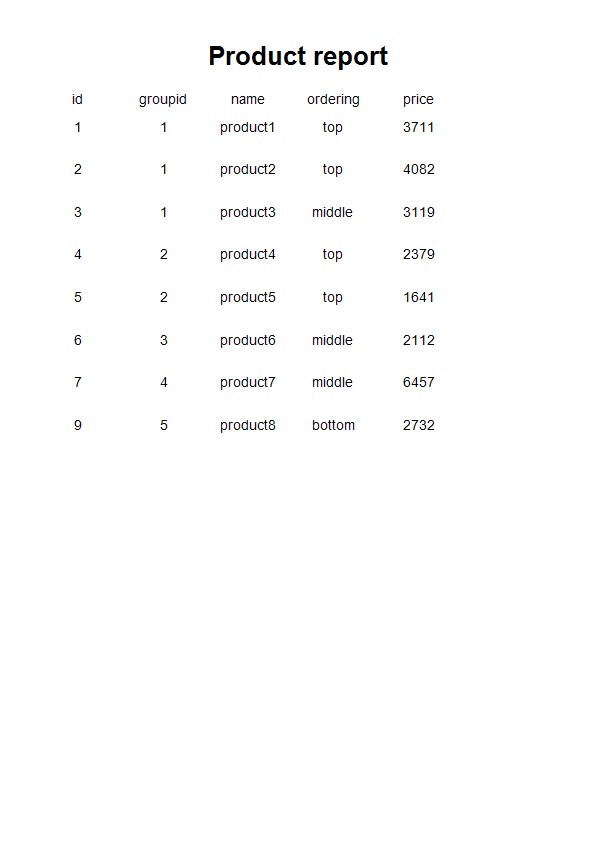 Product report
id groupid name ordering price
1 1 product1 top 3711
2 1 product2 top 4082
3 1 product3 middle 3119
4 2 product4 top 2379
5 2 product5 top 1641
6 3 product6 middle 2112
7 4 product7 middle 6457
9 5 product8 bottom 2732